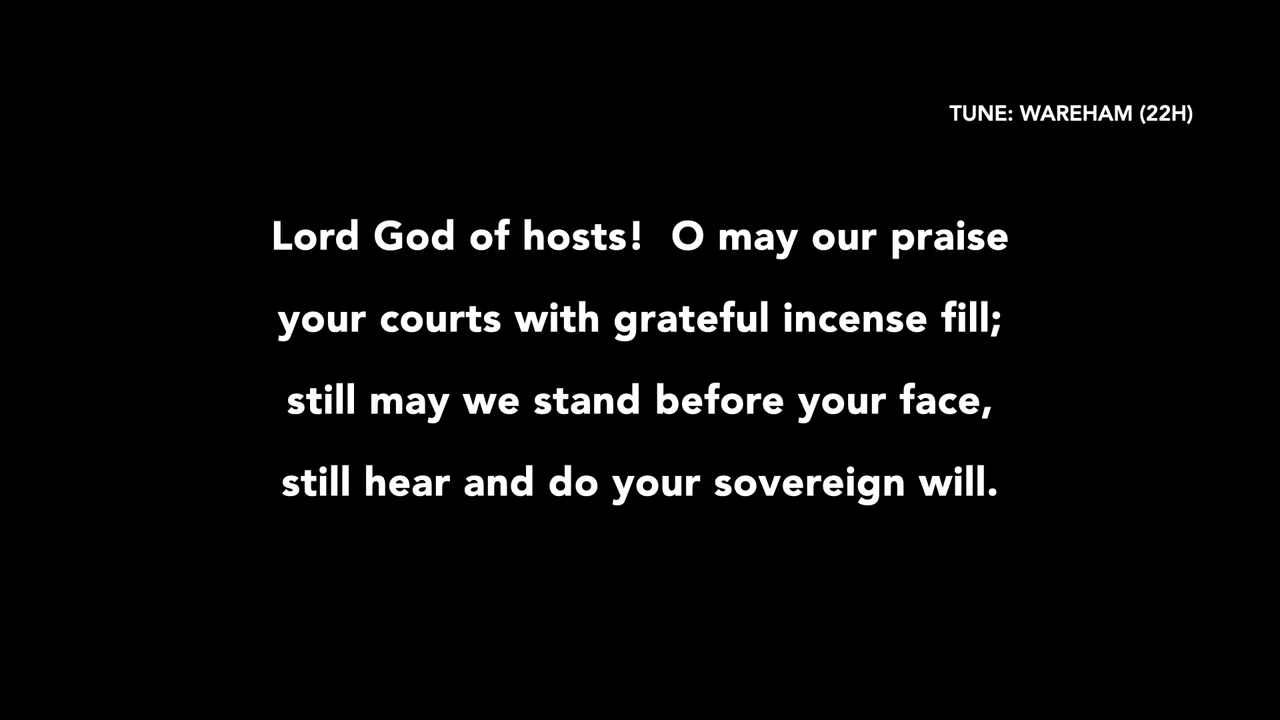 TUNE: WAREHAM (22H)
Lord God of hosts!  O may our praise
your courts with grateful incense fill;
still may we stand before your face,
still hear and do your sovereign will.